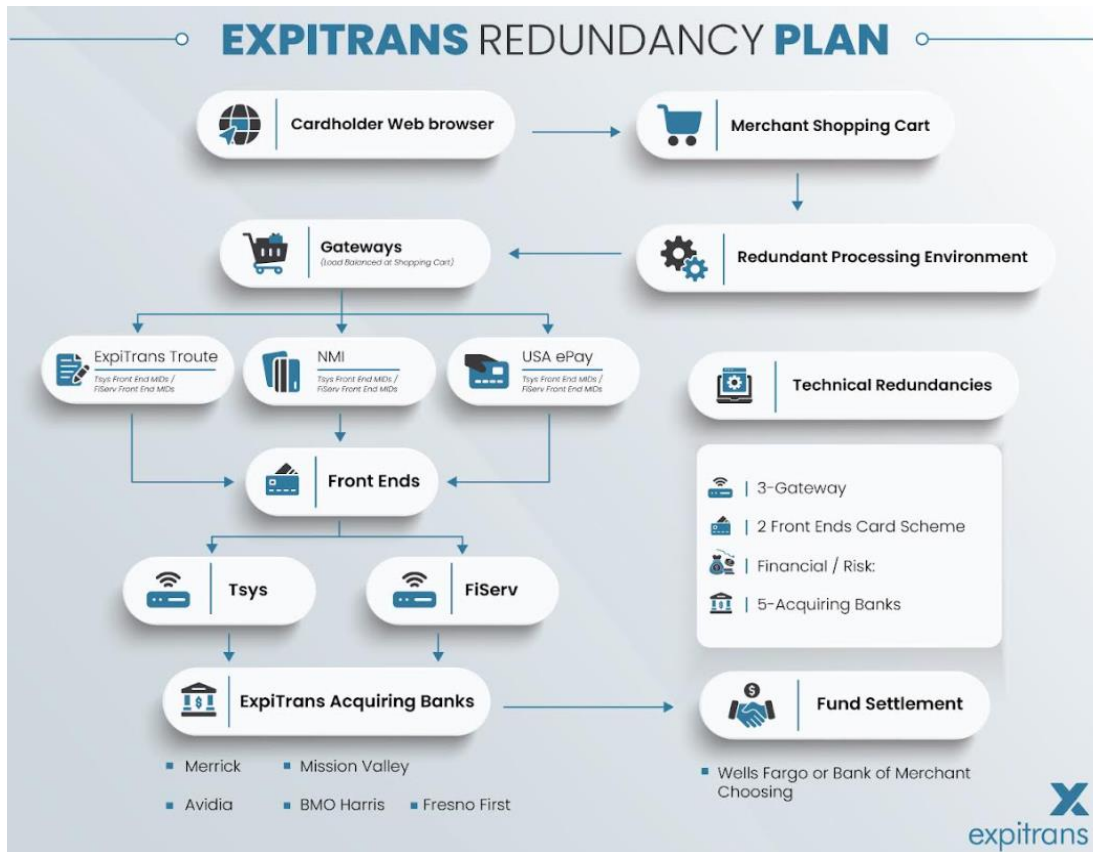 EXPITRANS REDUNDANCY PLAN
Cardholder Web browser
Merchant Shopping Cart
Gateways
(Load Balanced at Shopping Cart)
Redundant Processing Environment
ExpiTrans Troute
Tsys Front End MIDs /
FiServ Front End MIDs
NMI
Tsys Front End MIDs /
FiServ Front End MIDs
USA ePay
Tsys Front End MIDs /
FiServ Front End MIDs
Technical Redundancies
Front Ends
3-Gateway
2 Front Ends Card Scheme
Financial / Risk:
5-Acquiring Banks
Tsys
FiServ
ExpiTrans Acquiring Banks
Fund Settlement
Merrick
Mission Valley
Avidia
BMO Harris
Fresno First
Wells Fargo or Bank of Merchant
Choosing
expitrans